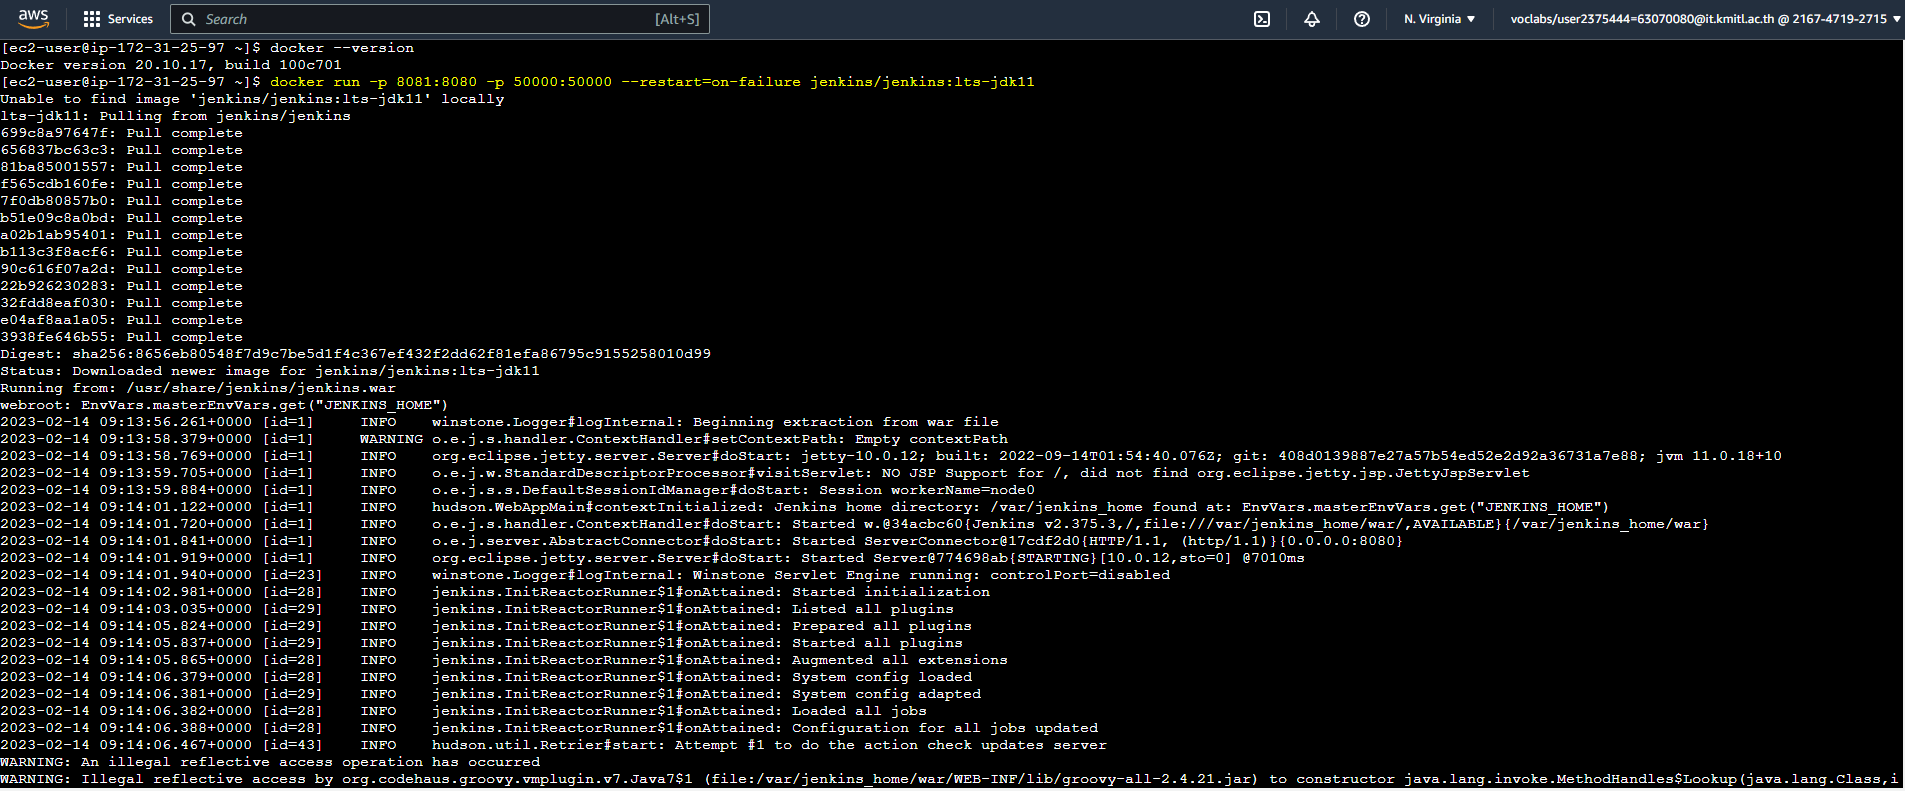 aws Services Search [Alt+S] N. Virginia voclabs/user2375444=63070080@it.kmitl.ac.th @ 2167-4719-2715
[ec2-user@ip-172-31-25-97 ~]$ docker --version
Docker version 20.10.17, build 100c701
[ec2-user@ip-172-31-25-97 ~]$ docker run -p 8081:8080 -p 50000:50000 --restart=on-failure jenkins/jenkins:lts-jdk11
Unable to find image 'jenkins/jenkins:lts-jdk11' locally
lts-jdk11: Pulling from jenkins/jenkins
699c8a97647f: Pull complete
656837bc63c3: Pull complete
81ba85001557: Pull complete
f565cdb160fe: Pull complete
7f0db80857b0: Pull complete
b51e09c8a0bd: Pull complete
a02b1ab95401: Pull complete
b113c3f8acf6: Pull complete
90c616f07a2d: Pull complete
22b926230283: Pull complete
32fdd8eaf030: Pull complete
e04af8aa1a05: Pull complete
3938fe646b55: Pull complete
Digest: sha256:8656eb80548f7d9c7be5d1f4c367ef432f2dd62f81efa86795c9155258010d99
Status: Downloaded newer image for jenkins/jenkins:lts-jdk11
Running from: /usr/share/jenkins/jenkins.war
webroot: EnvVars.masterEnvVars.get("JENKINS_HOME")
2023-02-14 09:13:56.261+0000 [id=1] INFO winstone.Logger#logInternal: Beginning extraction from war file
2023-02-14 09:13:58.379+0000 [id=1] WARNING o.e.j.s.handler.ContextHandler#setContextPath: Empty contextPath
2023-02-14 09:13:58.769+0000 [id=1] INFO org.eclipse.jetty.server.Server#doStart: jetty-10.0.12; built: 2022-09-14T01:54:40.076Z; git: 408d0139887e27a57b54ed52e2d92a36731a7e88; jvm 11.0.18+10
2023-02-14 09:13:59.705+0000 [id=1] INFO o.e.j.w.StandardDescriptorProcessor#visitServlet: NO JSP Support for /, did not find org.eclipse.jetty.jsp.JettyJspServlet
2023-02-14 09:13:59.884+0000 [id=1] INFO o.e.j.s.s.DefaultSessionIdManager#doStart: Session workerName=node0
2023-02-14 09:14:01.122+0000 [id=1] INFO hudson.WebAppMain#contextInitialized: Jenkins home directory: /var/jenkins_home found at: EnvVars.masterEnvVars.get("JENKINS_HOME")
2023-02-14 09:14:01.720+0000 [id=1] INFO o.e.j.s.handler.ContextHandler#doStart: Started w.@34acbc60{Jenkins v2.375.3,/,file:///var/jenkins_home/war/,AVAILABLE}{/var/jenkins_home/war}
2023-02-14 09:14:01.841+0000 [id=1] INFO o.e.j.server.AbstractConnector#doStart: Started ServerConnector@17cdf2d0{HTTP/1.1, (http/1.1)}{0.0.0.0:8080}
2023-02-14 09:14:01.919+0000 [id=1] INFO org.eclipse.jetty.server.Server#doStart: Started Server@774698ab{STARTING}[10.0.12,sto=0] @7010ms
2023-02-14 09:14:01.940+0000 [id=23] INFO winstone.Logger#logInternal: Winstone Servlet Engine running: controlPort=disabled
2023-02-14 09:14:02.981+0000 [id=28] INFO jenkins.InitReactorRunner$1#onAttained: Started initialization
2023-02-14 09:14:03.035+0000 [id=29] INFO jenkins.InitReactorRunner$1#onAttained: Listed all plugins
2023-02-14 09:14:05.824+0000 [id=29] INFO jenkins.InitReactorRunner$1#onAttained: Prepared all plugins
2023-02-14 09:14:05.837+0000 [id=29] INFO jenkins.InitReactorRunner$1#onAttained: Started all plugins
2023-02-14 09:14:05.865+0000 [id=28] INFO jenkins.InitReactorRunner$1#onAttained: Augmented all extensions
2023-02-14 09:14:06.379+0000 [id=28] INFO jenkins.InitReactorRunner$1#onAttained: System config loaded
2023-02-14 09:14:06.381+0000 [id=29] INFO jenkins.InitReactorRunner$1#onAttained: System config adapted
2023-02-14 09:14:06.382+0000 [id=28] INFO jenkins.InitReactorRunner$1#onAttained: Loaded all jobs
2023-02-14 09:14:06.388+0000 [id=28] INFO jenkins.InitReactorRunner$1#onAttained: Configuration for all jobs updated
2023-02-14 09:14:06.467+0000 [id=43] INFO hudson.util.Retrier#start: Attempt #1 to do the action check updates server
WARNING: An illegal reflective access operation has occurred
WARNING: Illegal reflective access by org.codehaus.groovy.vmplugin.v7.Java7$1 (file:/var/jenkins_home/war/WEB-INF/lib/groovy-all-2.4.21.jar) to constructor java.lang.invoke.MethodHandles$Lookup(java.lang.Class,i